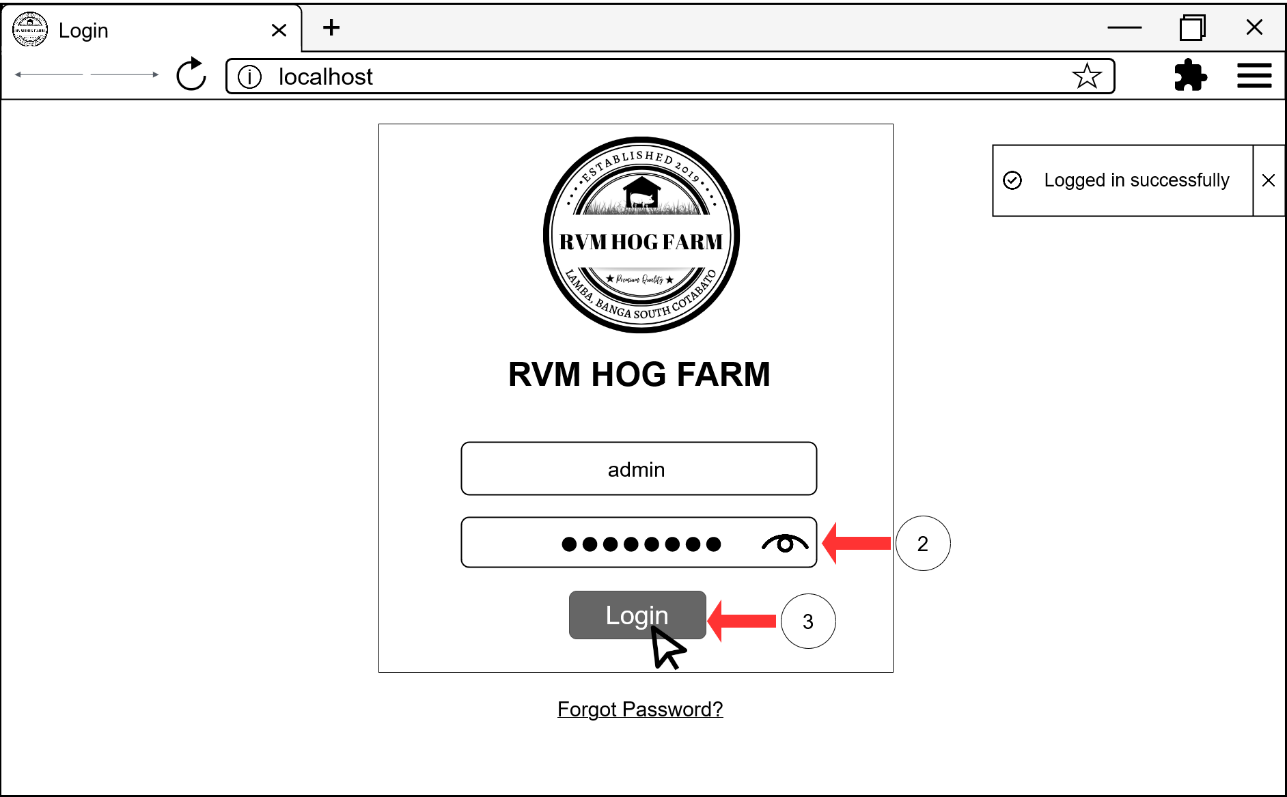 Login
localhost
Logged in successfully
ESTABLISHED 2019
RVM HOG FARM
Premium Quality
LAMBA, BANGA SOUTH COTABATO
RVM HOG FARM
admin
2
Login
3
Forgot Password?